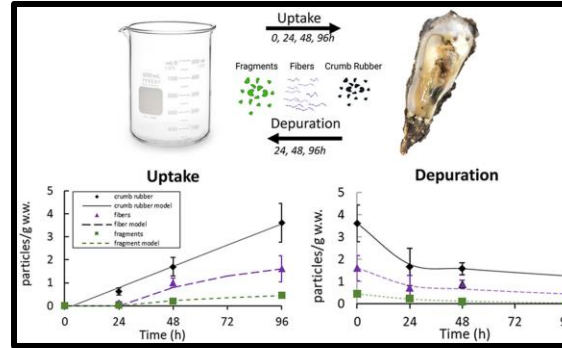 Uptake
0, 24, 48, 96h
Fragments Fibers Crumb Rubber
Depuration
24, 48, 96h
Uptake
particles/g w.w.
5
4
3
2
1
0
crumb rubber
crumb rubber model
fibers
fiber model
fragments
fragment model
0 24 48 72 96
Time (h)
Depuration
particles/g w.w.
5
4
3
2
1
0
0 24 48 72 96
Time (h)